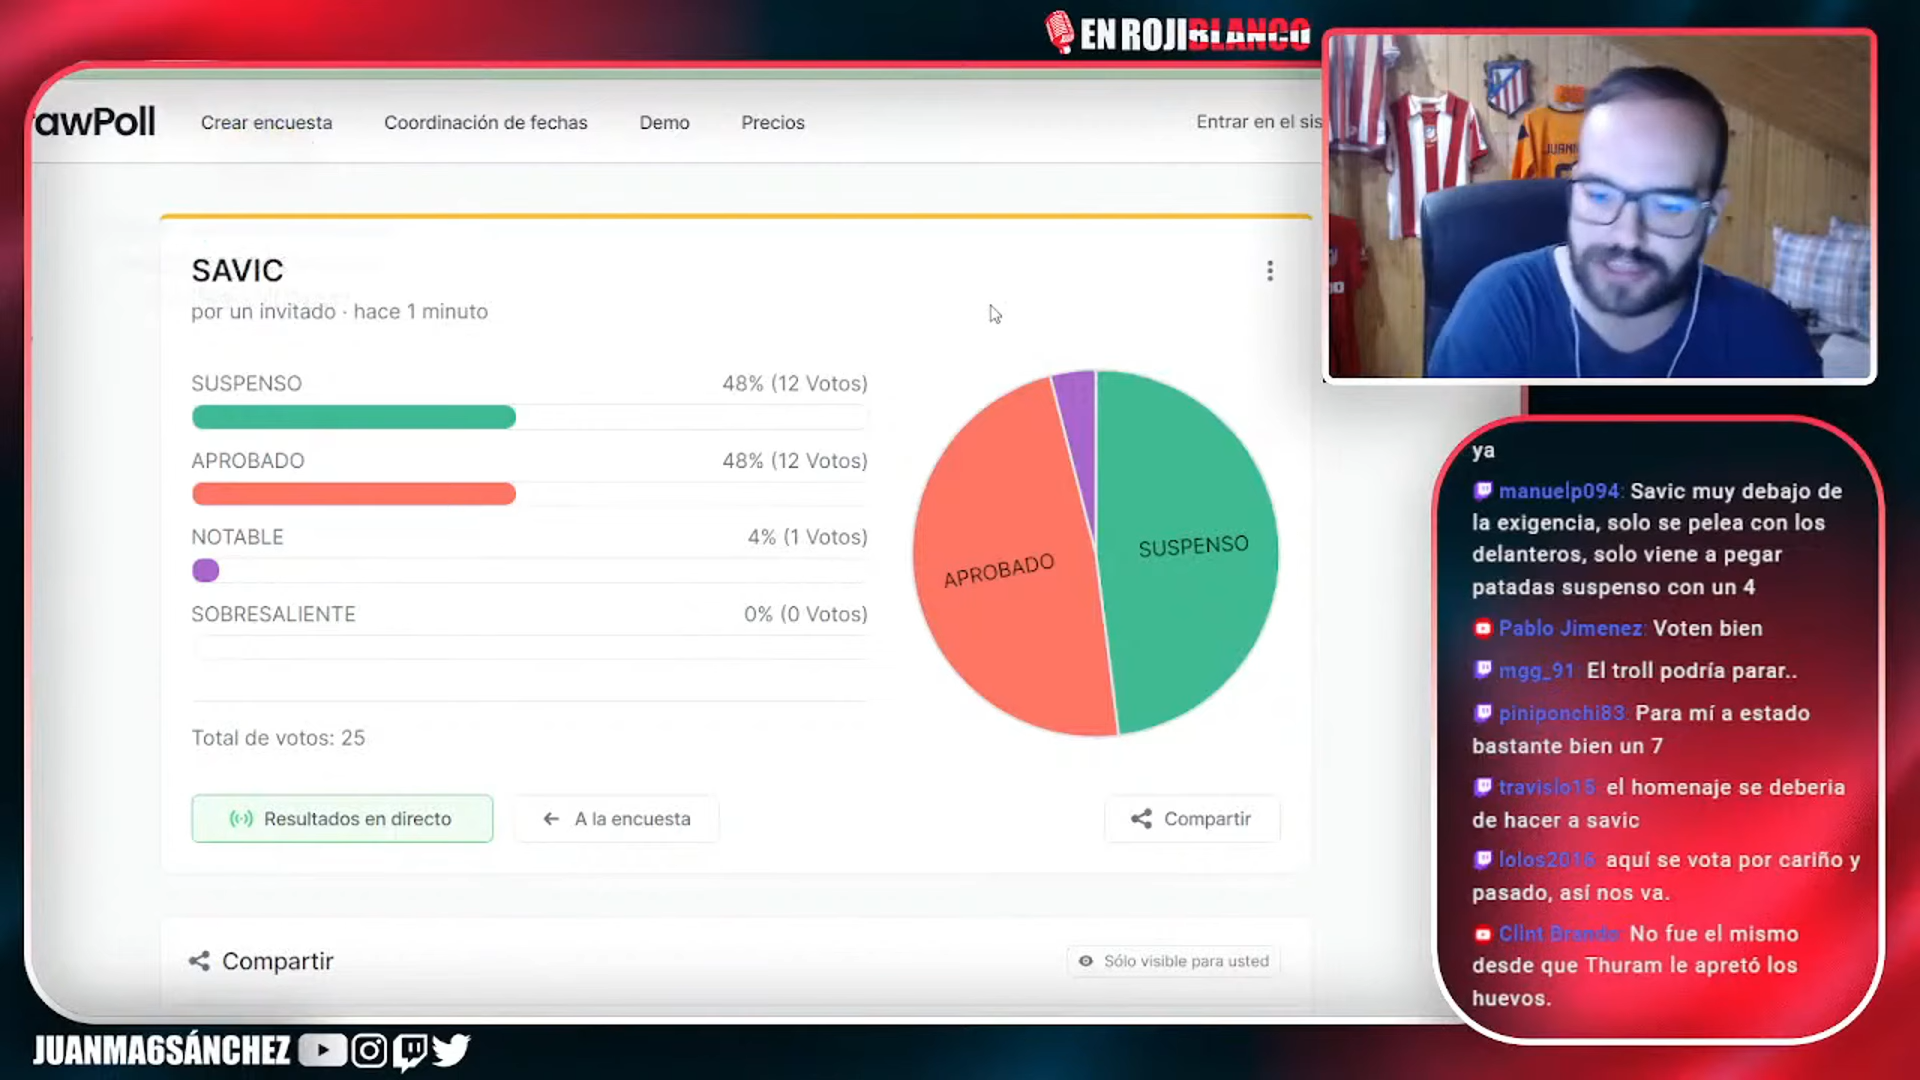 EN ROJIBLANCO
awPoll
Crear encuesta
Coordinación de fechas
Demo
Precios
Entrar en el sis
SAVIC
por un invitado · hace 1 minuto
SUSPENSO
48% (12 Votos)
APROBADO
48% (12 Votos)
NOTABLE
4% (1 Votos)
SOBRESALIENTE
0% (0 Votos)
Total de votos: 25
APROBADO
SUSPENSO
Resultados en directo
A la encuesta
Compartir
Compartir
Sólo visible para usted
ya
manuelp094: Savic muy debajo de
la exigencia, solo se pelea con los
delanteros, solo viene a pegar
patadas suspenso con un 4
Pablo Jimenez: Voten bien
mgg_91: El troll podría parar..
piniponchi83: Para mí a estado
bastante bien un 7
travislo15: el homenaje se deberia
de hacer a savic
lolos2016: aquí se vota por cariño y
pasado, así nos va.
Clint Brando: No fue el mismo
desde que Thuram le apretó los
huevos.
JUANMA6SÁNCHEZ